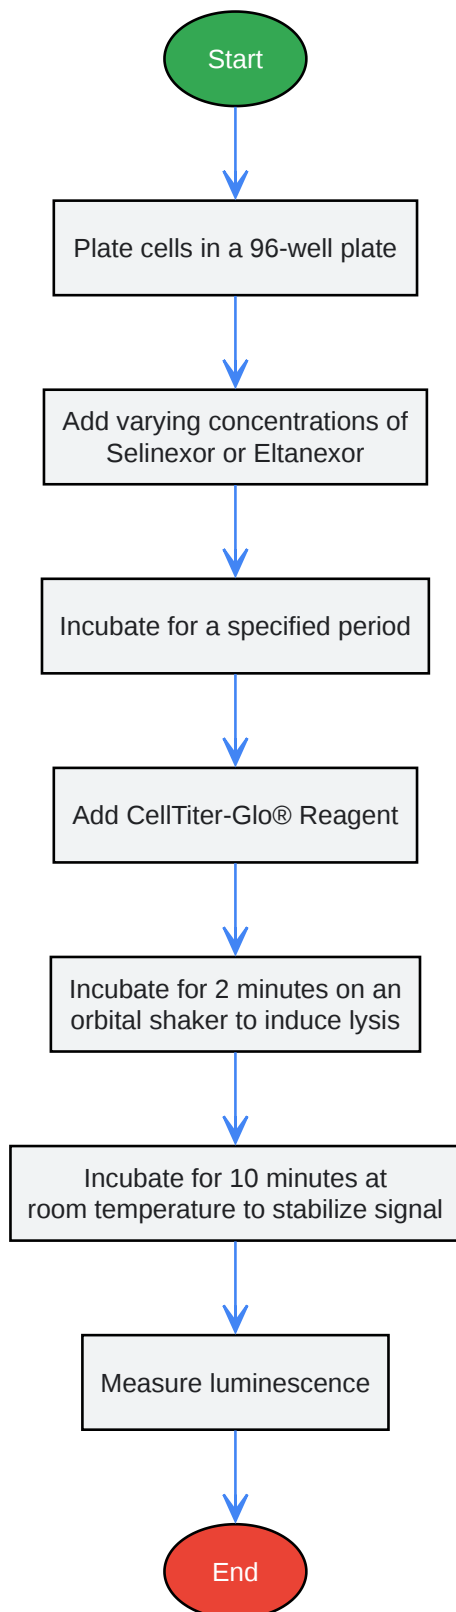 Start
Plate cells in a 96-well plate
Add varying concentrations of
Selinexor or Eltanexor
Incubate for a specified period
Add CellTiter-Glo® Reagent
Incubate for 2 minutes on an
orbital shaker to induce lysis
Incubate for 10 minutes at
room temperature to stabilize signal
Measure luminescence
End